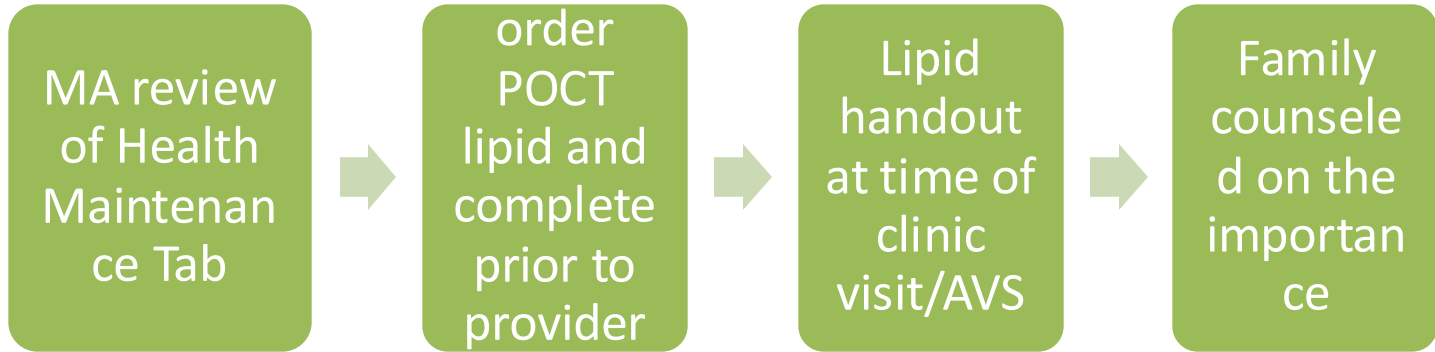 MA review
of Health
Maintenan
ce Tab
order
POCT
lipid and
complete
prior to
provider
Lipid
handout
at time of
clinic
visit/AVS
Family
counsele
d on the
importan
ce